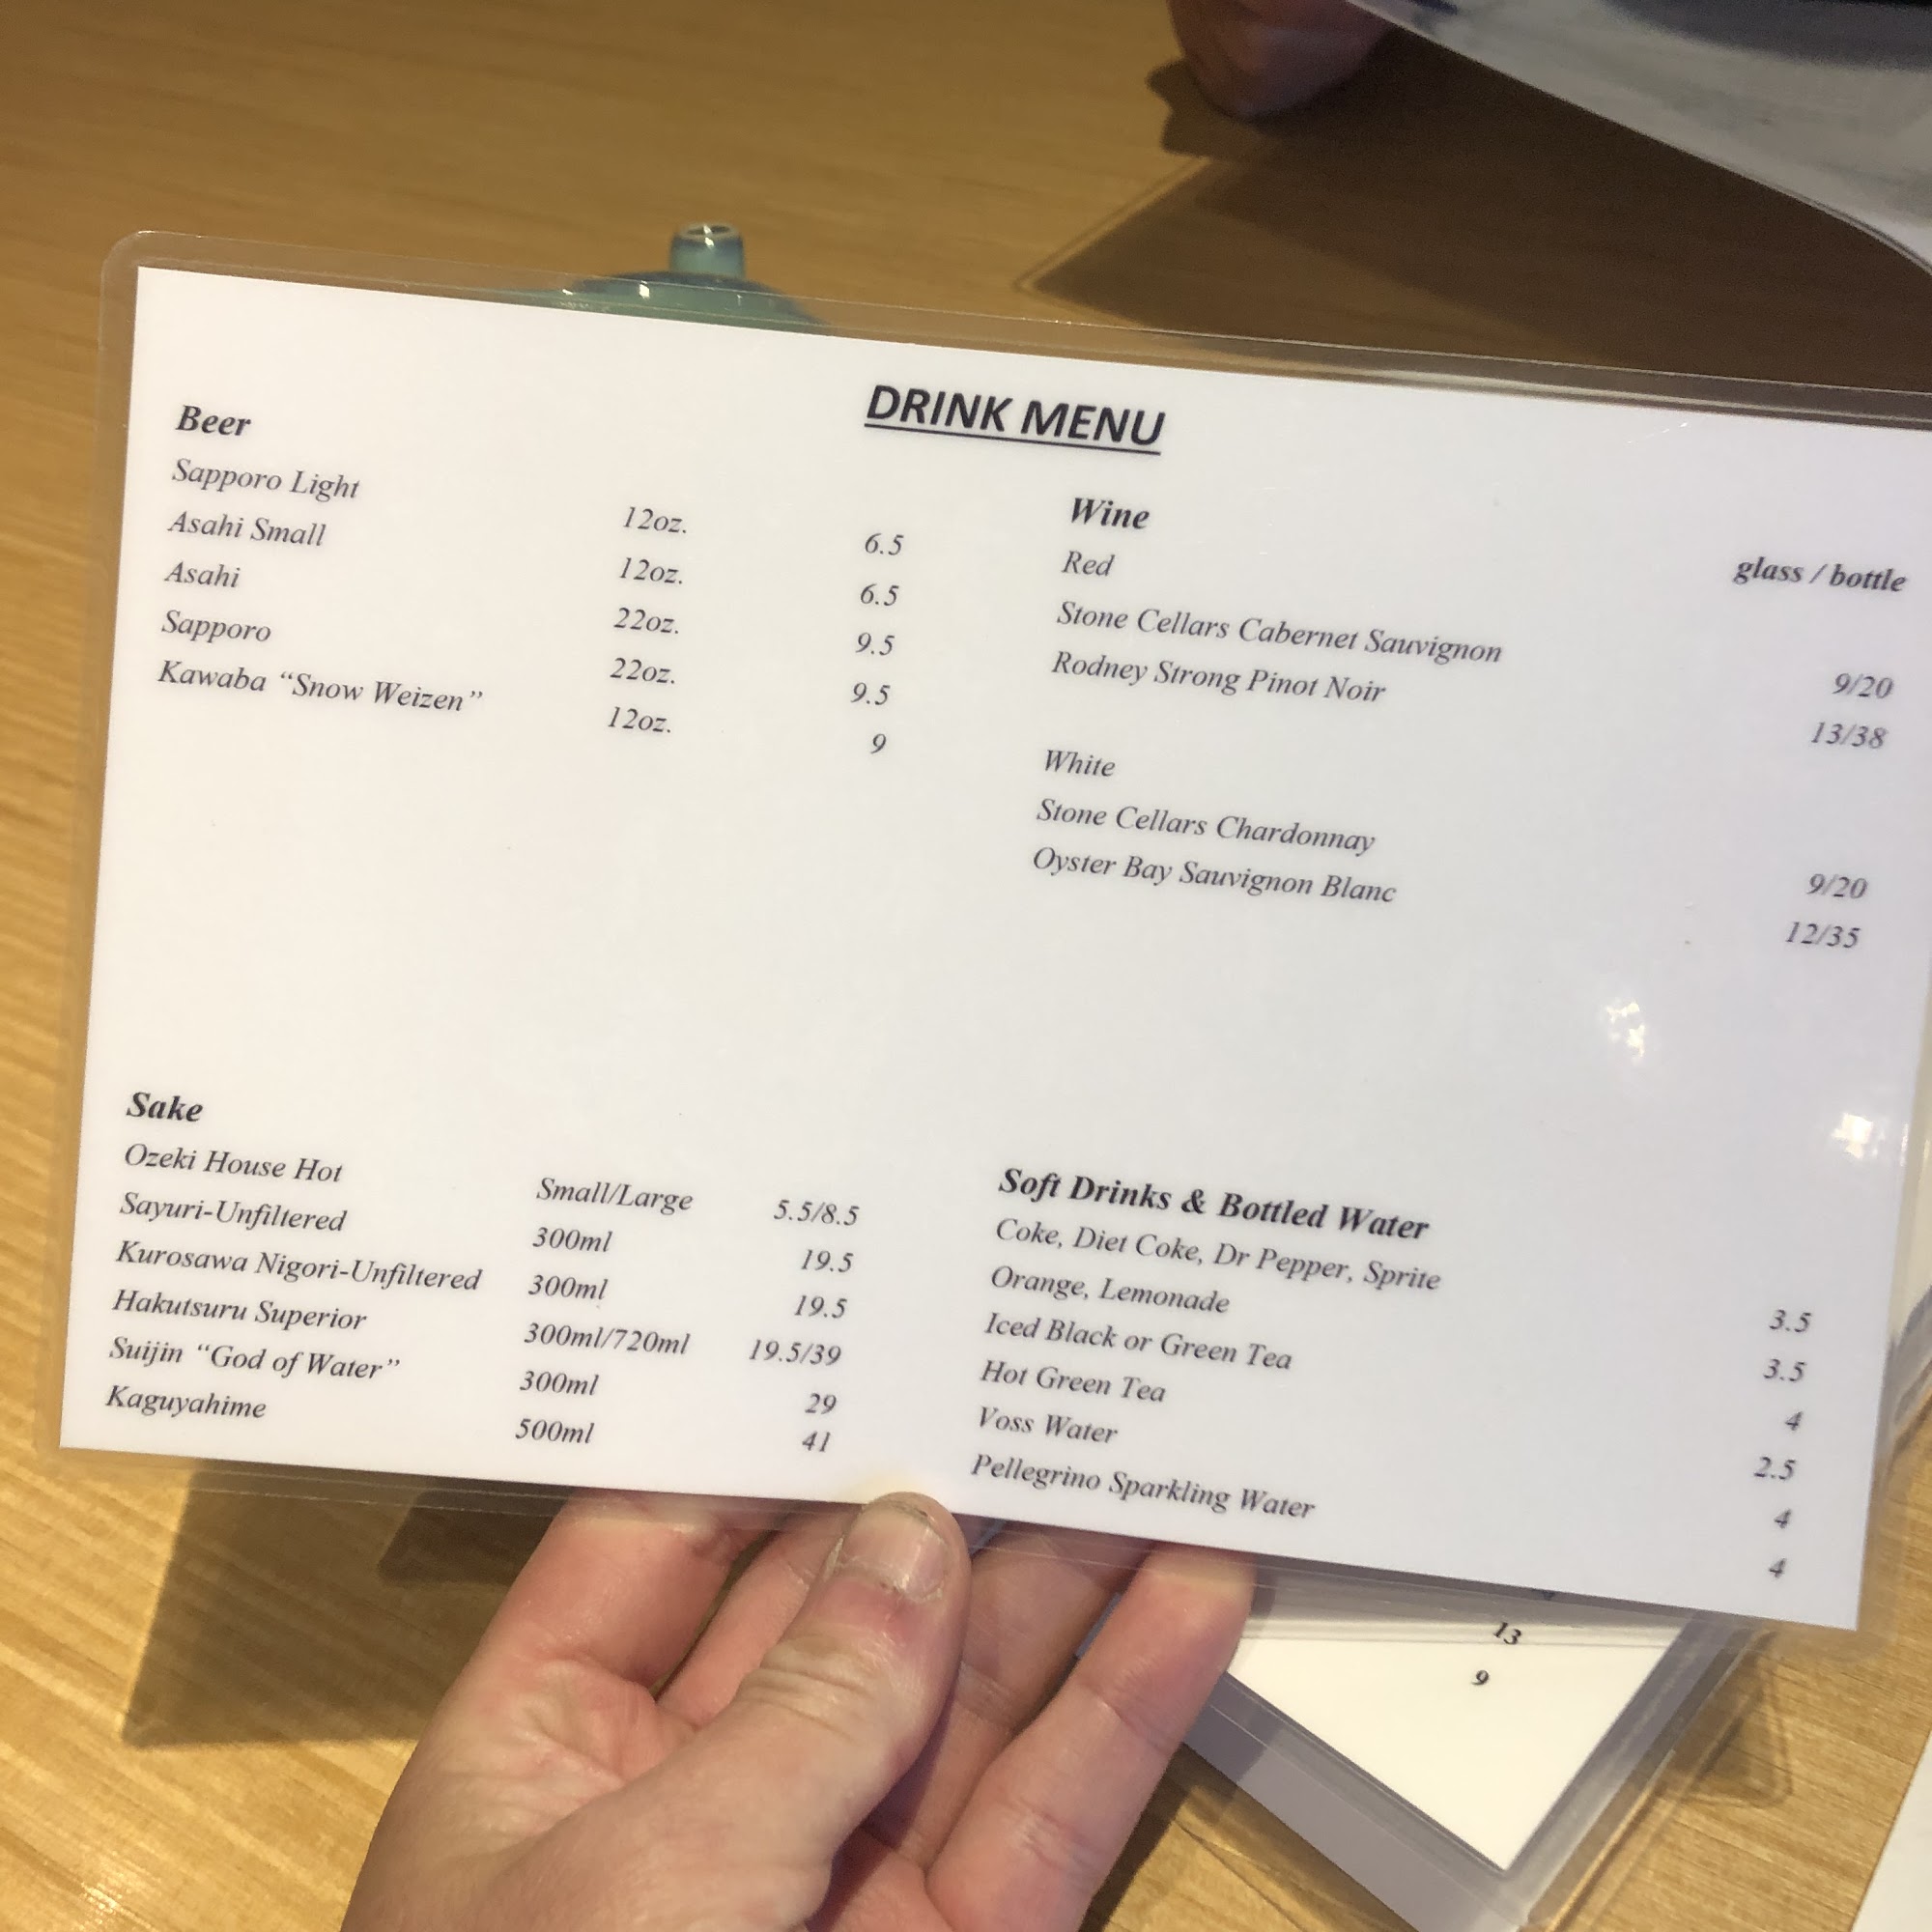 DRINK MENU
Beer
Sapporo Light 12oz. 6.5
Asahi Small 12oz. 6.5
Asahi 22oz. 9.5
Sapporo 22oz. 9.5
Kawaba “Snow Weizen” 12oz. 9
Wine glass / bottle
Red
Stone Cellars Cabernet Sauvignon 9/20
Rodney Strong Pinot Noir 13/38
White
Stone Cellars Chardonnay 9/20
Oyster Bay Sauvignon Blanc 12/35
Sake
Ozeki House Hot Small/Large 5.5/8.5
Sayuri-Unfiltered 300ml 19.5
Kurosawa Nigori-Unfiltered 300ml 19.5
Hakutsuru Superior 300ml/720ml 19.5/39
Suijin “God of Water” 300ml 29
Kaguyahime 500ml 41
Soft Drinks & Bottled Water
Coke, Diet Coke, Dr Pepper, Sprite 3.5
Orange, Lemonade 3.5
Iced Black or Green Tea 4
Hot Green Tea 2.5
Voss Water 4
Pellegrino Sparkling Water 4
13
9